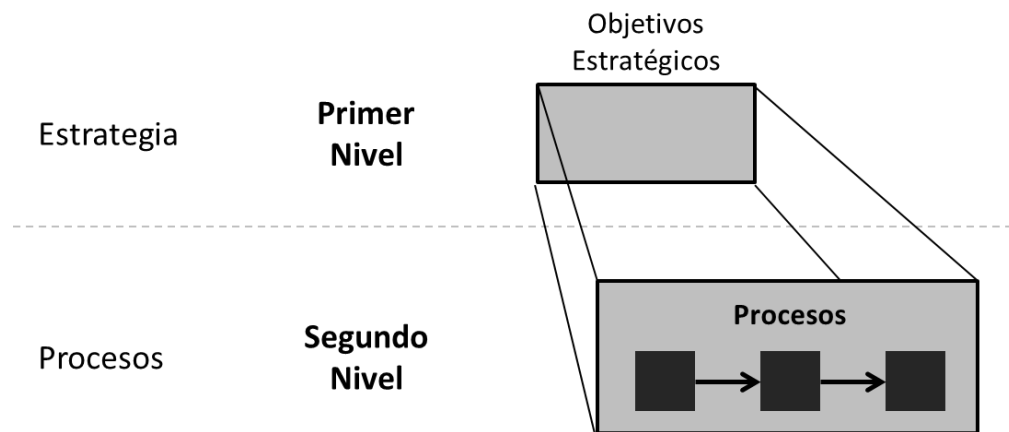 Objetivos
Estratégicos
Estrategia
Primer
Nivel
Procesos
Segundo
Nivel
Procesos